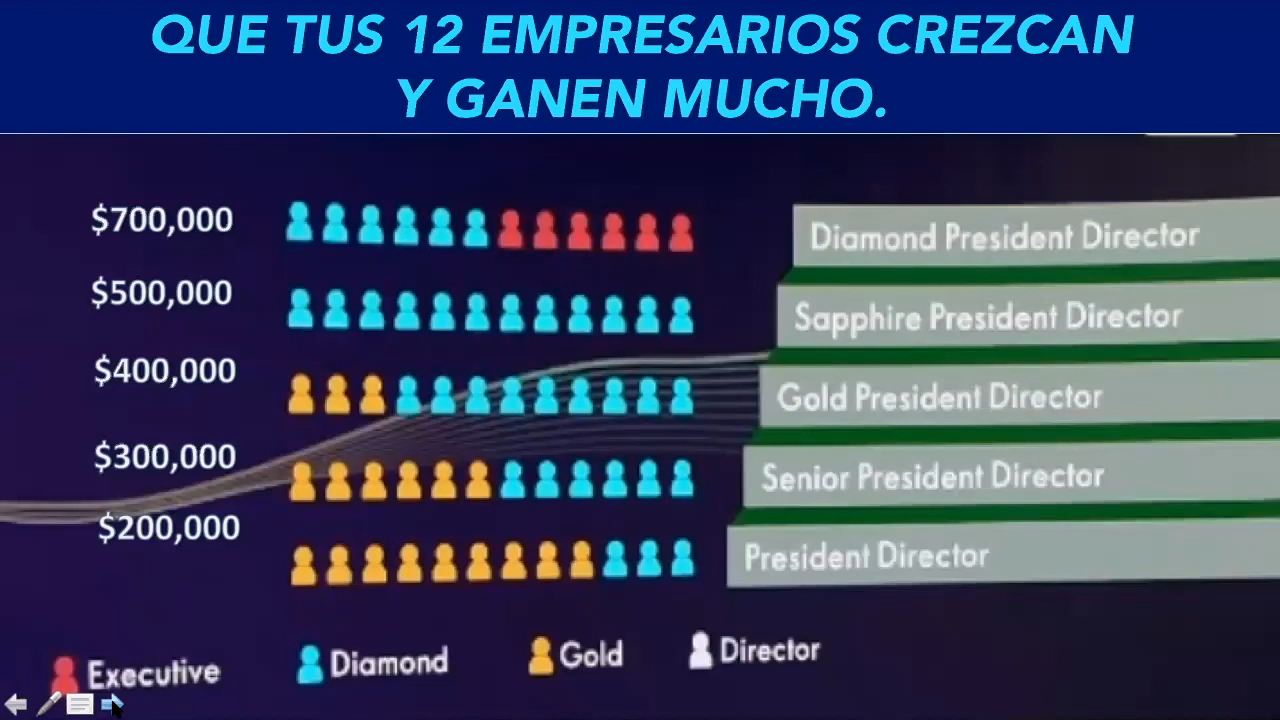 QUE TUS 12 EMPRESARIOS CREZCAN
Y GANEN MUCHO.
$700,000
Diamond President Director
$500,000
Sapphire President Director
$400,000
Gold President Director
$300,000
Senior President Director
$200,000
President Director
Executive
Diamond
Gold
Director